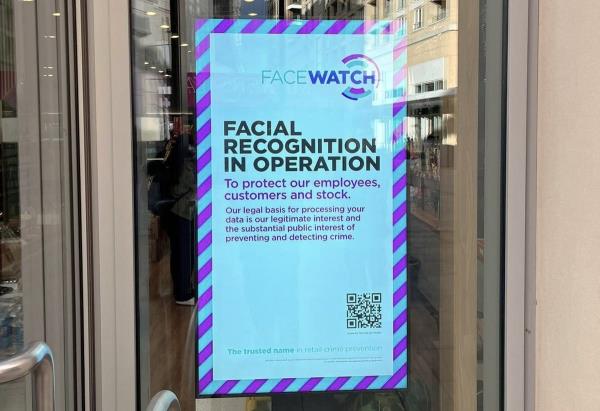 FACEWATCH
FACIAL
RECOGNITION
IN OPERATION
To protect our employees,
customers and stock.
Our legal basis for processing your
data is our legitimate interest and
the substantial public interest of
preventing and detecting crime.
The trusted name in retail crime prevention